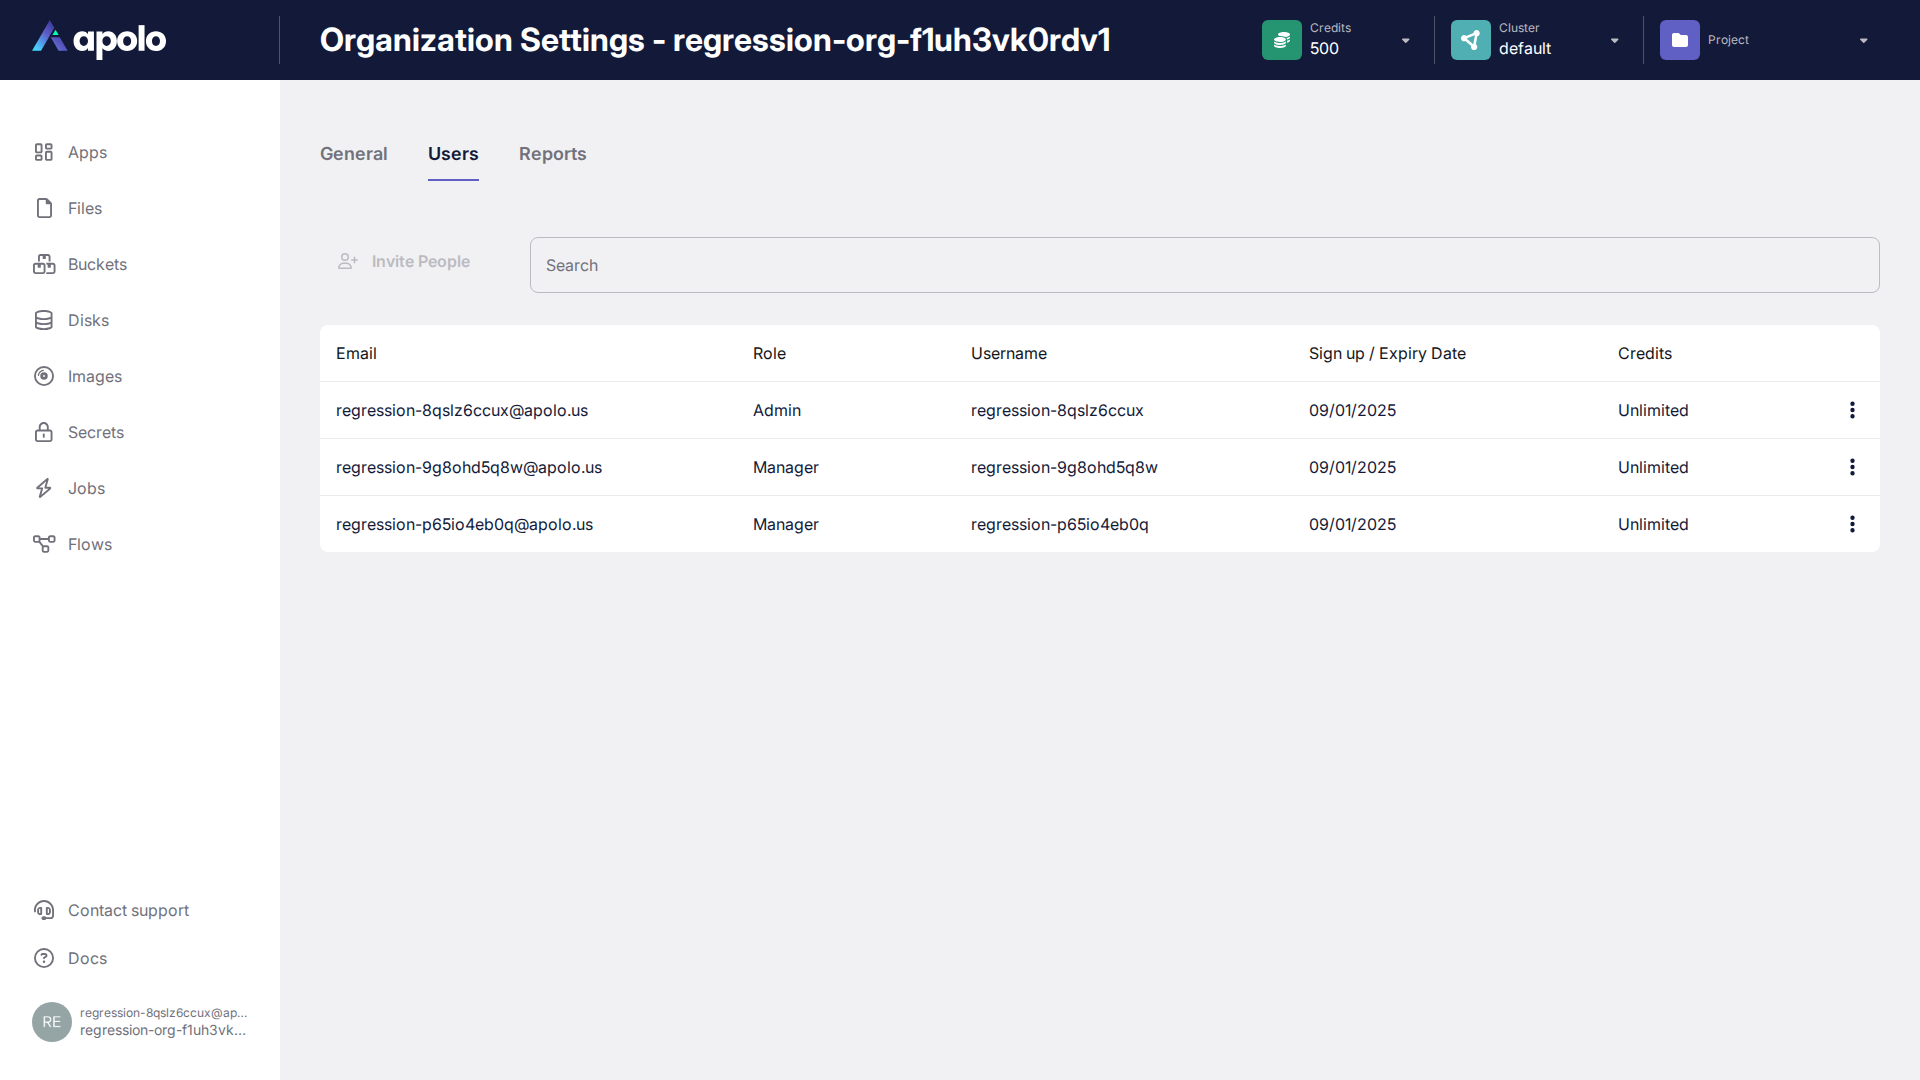 apolo
Organization Settings - regression-org-f1uh3vk0rdv1
Credits
500
Cluster
default
Project
Apps
Files
Buckets
Disks
Images
Secrets
Jobs
Flows
General Users Reports
Invite People
Search
Email Role Username Sign up / Expiry Date Credits
regression-8qslz6ccux@apolo.us Admin regression-8qslz6ccux 09/01/2025 Unlimited
regression-9g8ohd5q8w@apolo.us Manager regression-9g8ohd5q8w 09/01/2025 Unlimited
regression-p65io4eb0q@apolo.us Manager regression-p65io4eb0q 09/01/2025 Unlimited
Contact support
Docs
RE
regression-8qslz6ccux@ap...
regression-org-f1uh3vk...